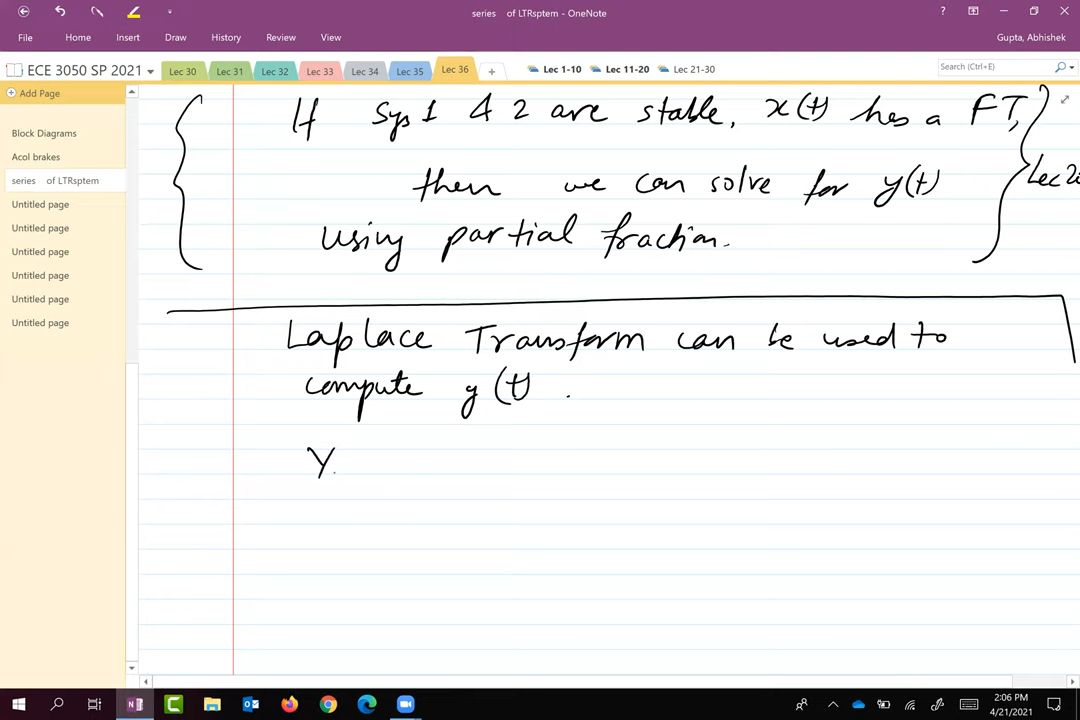 series of LTRsptem - OneNote
Gupta, Abhishek
File Home Insert Draw History Review View
ECE 3050 SP 2021
Lec 30 Lec 31 Lec 32 Lec 33 Lec 34 Lec 35 Lec 36 Lec 1-10 Lec 11-20 Lec 21-30
Search (Ctrl+E)
Add Page
Block Diagrams
Acol brakes
series of LTRsptem
Untitled page
Untitled page
Untitled page
Untitled page
Untitled page
Untitled page
If Sys 1 & 2 are stable, x(t) has a FT,
then we can solve for y(t)
using partial fraction.
Laplace Transform can be used to
compute y(t).
Y
2:06 PM
4/21/2021